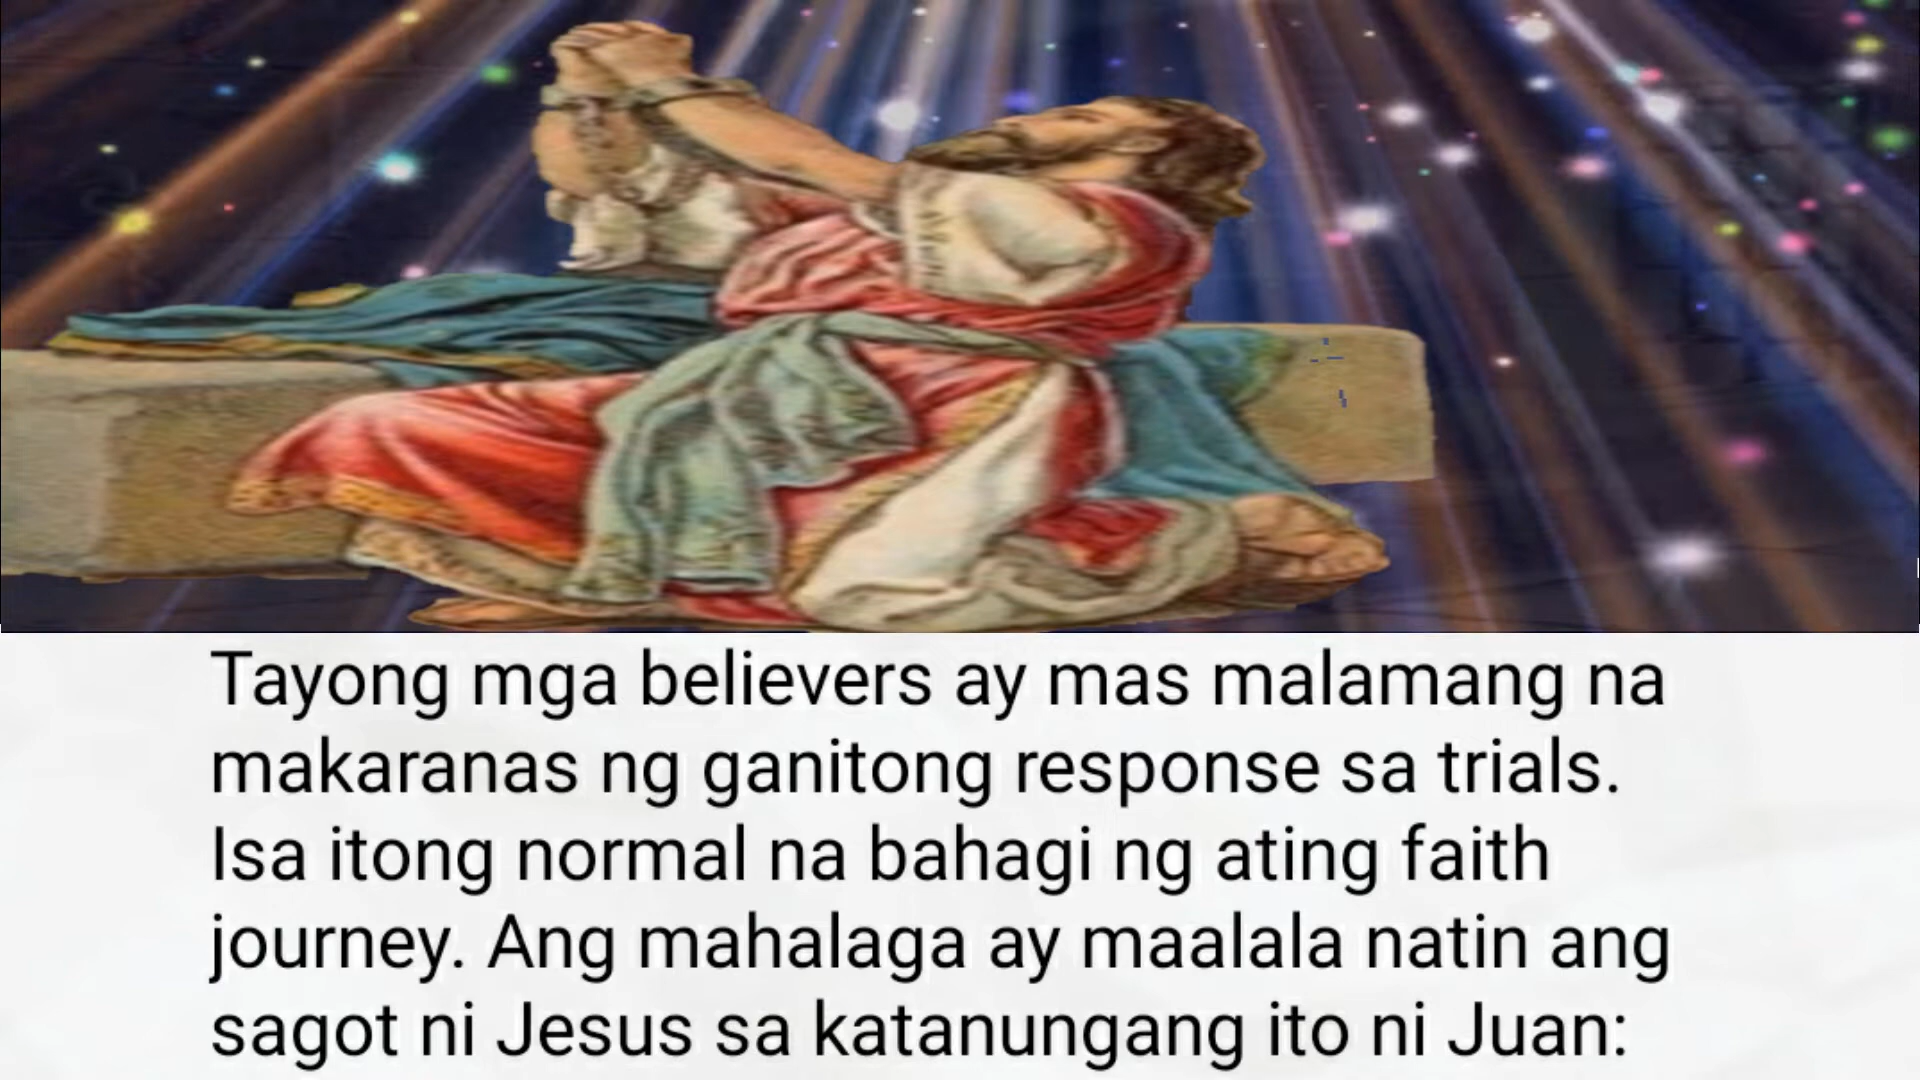 Tayong mga believers ay mas malamang na
makaranas ng ganitong response sa trials.
Isa itong normal na bahagi ng ating faith
journey. Ang mahalaga ay maalala natin ang
sagot ni Jesus sa katanungang ito ni Juan: